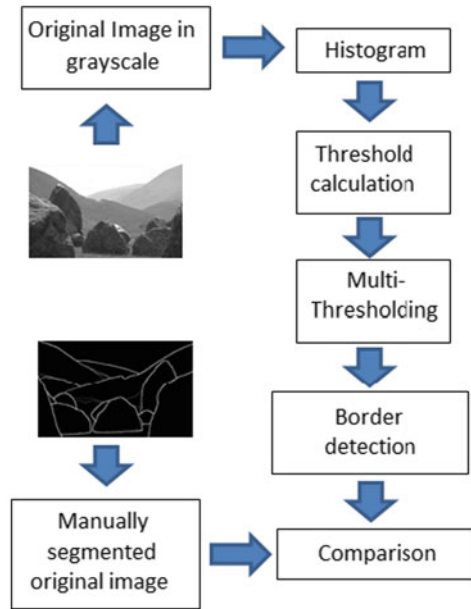 Original Image in
grayscale
Histogram
Threshold
calculation
Multi-
Thresholding
Border
detection
Manually
segmented
original image
Comparison